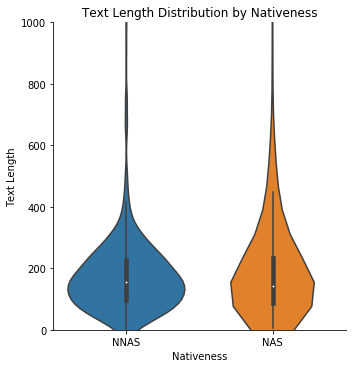 Text Length Distribution by Nativeness
1000
800
600
400
200
0
Text Length
NNAS NAS
Nativeness